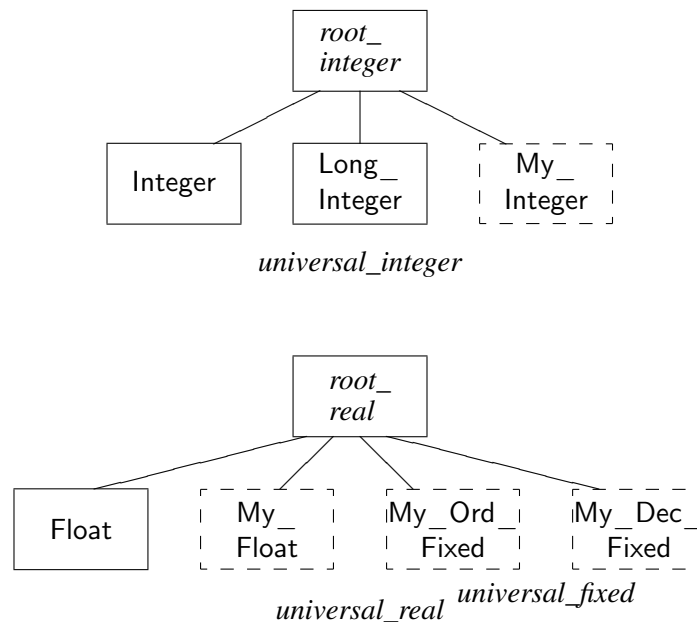 root_
integer
Integer
Long_
Integer
My_
Integer
universal_integer
root_
real
Float
My_
Float
My_Ord_
Fixed
My_Dec_
Fixed
universal_fixed
universal_real